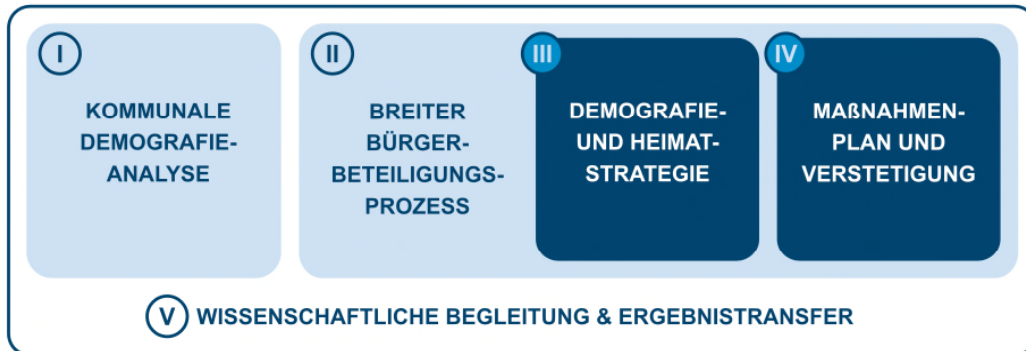 I
KOMMUNALE
DEMOGRAFIE-
ANALYSE
II
BREITER
BÜRGER-
BETEILIGUNGS-
PROZESS
III
DEMOGRAFIE-
UND HEIMAT-
STRATEGIE
IV
MAßNAHMEN-
PLAN UND
VERSTETIGUNG
V WISSENSCHAFTLICHE BEGLEITUNG & ERGEBNISTRANSFER